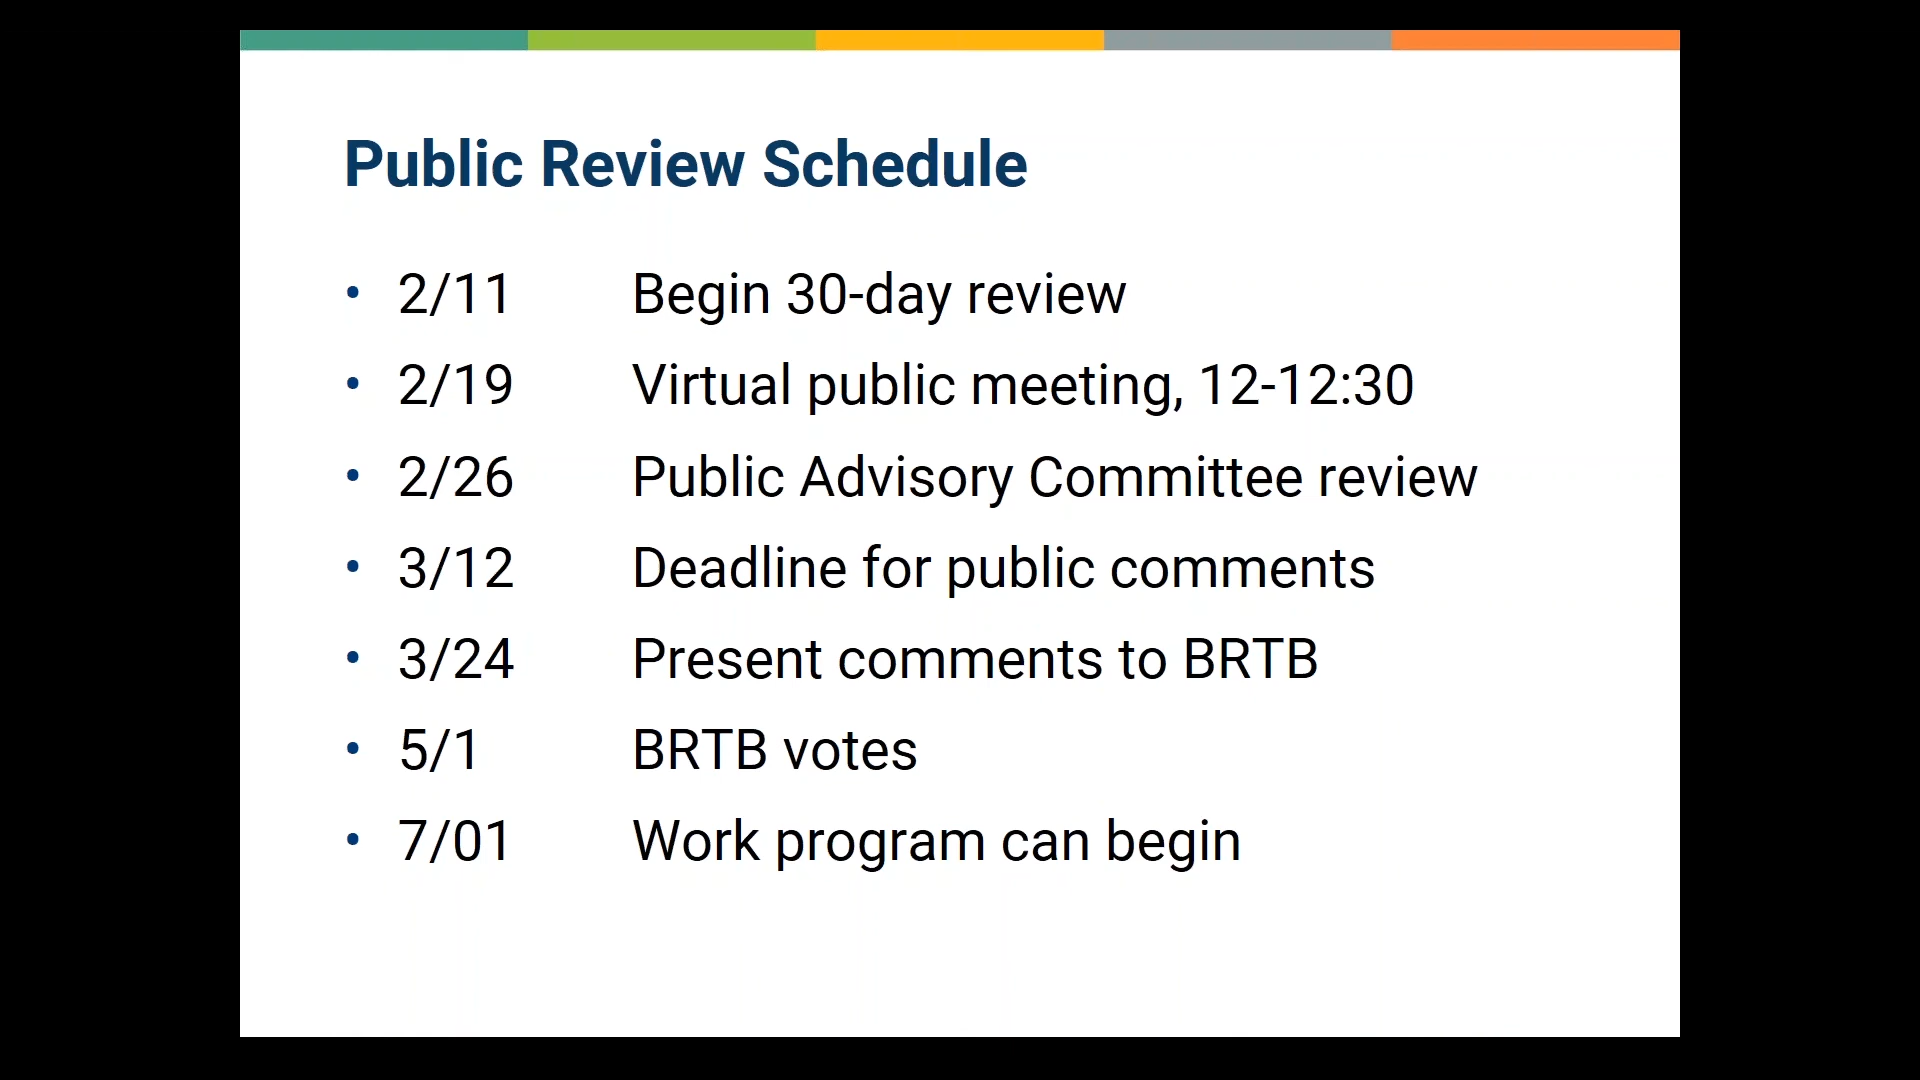 Public Review Schedule
• 2/11 Begin 30-day review
• 2/19 Virtual public meeting, 12-12:30
• 2/26 Public Advisory Committee review
• 3/12 Deadline for public comments
• 3/24 Present comments to BRTB
• 5/1 BRTB votes
• 7/01 Work program can begin